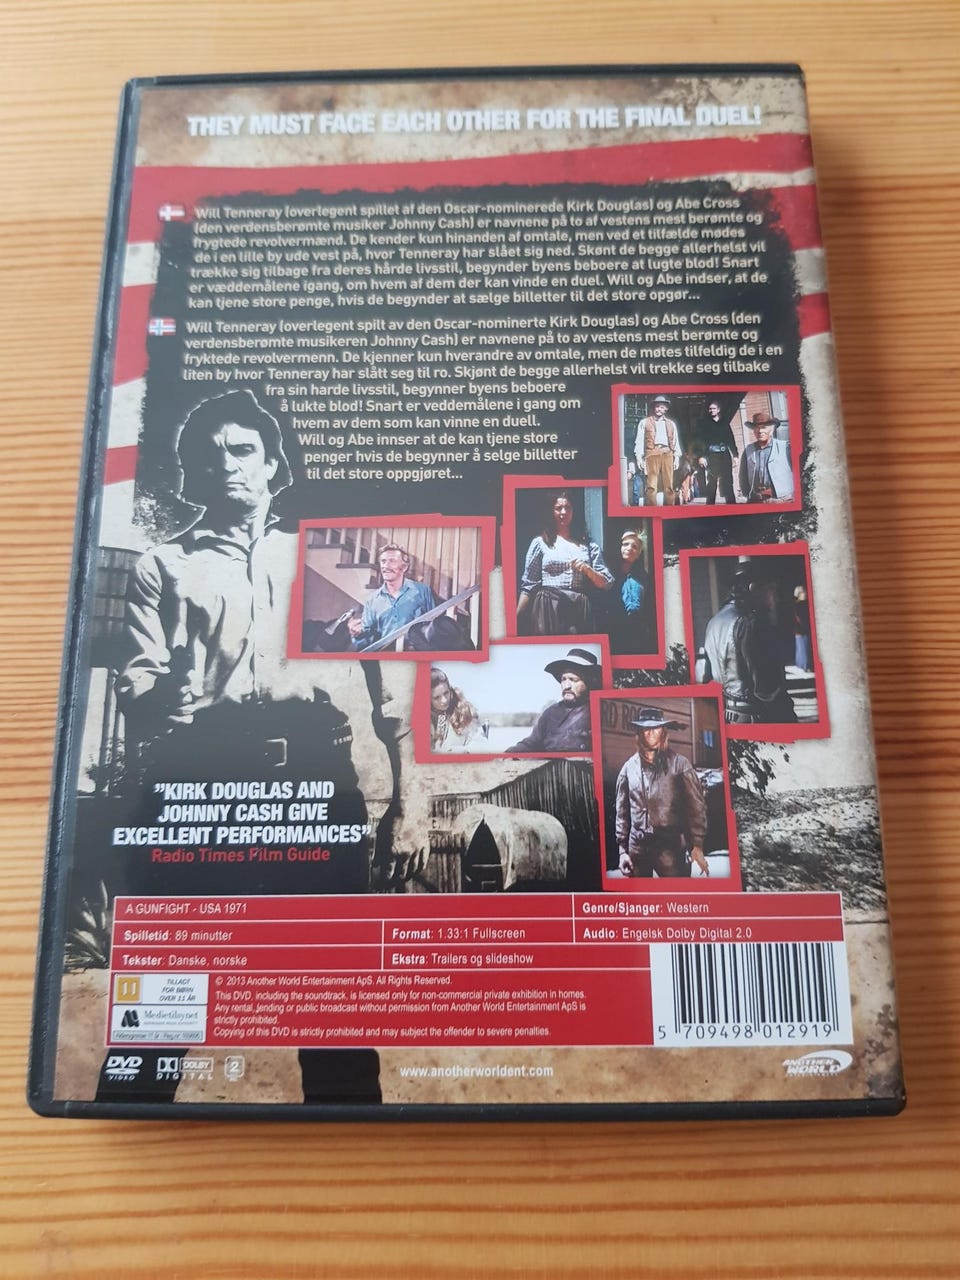 THEY MUST FACE EACH OTHER FOR THE FINAL DUEL!
Will Tenneray (overlegent spillet af den Oscar-nominerede Kirk Douglas) og Abe Cross
(den verdensberømte musiker Johnny Cash) er navnene på to af vestens mest berømte og
frygtede revolvermænd. De kender kun hinanden af omtale, men ved et tilfælde mødes
de i en lille by ude vest på, hvor Tenneray har slået sig ned. Skønt de begge allerhelst vil
trække sig tilbage fra deres hårde livsstil, begynder byens beboere at lugte blod! Snart
er væddemålene igang, om hvem af dem der kan vinde en duel. Will og Abe indser, at de
kan tjene store penge, hvis de begynder at sælge billetter til det store opgør...
Will Tenneray (overlegent spilt av den Oscar-nominerte Kirk Douglas) og Abe Cross (den
verdensberømte musikeren Johnny Cash) er navnene på to av vestens mest berømte og
fryktede revolvermenn. De kjenner kun hverandre av omtale, men de møtes tilfeldig de i en
liten by hvor Tenneray har slått seg til ro. Skjønt de begge allerhelst vil trekke seg tilbake
fra sin harde livsstil, begynner byens beboere
å lukte blod! Snart er veddemålene i gang om
hvem av dem som kan vinne en duell.
Will og Abe innser at de kan tjene store
penger hvis de begynner å selge billetter
til det store oppgjøret...
"KIRK DOUGLAS AND
JOHNNY CASH GIVE
EXCELLENT PERFORMANCES"
Radio Times Film Guide
A GUNFIGHT - USA 1971
Genre/Sjanger: Western
Spilletid: 89 minutter
Format: 1.33:1 Fullscreen
Audio: Engelsk Dolby Digital 2.0
Tekster: Danske, norske
Ekstra: Trailers og slideshow
11
TILLADT
FOR BØRN
OVER 11 ÅR
Medietilsynet
© 2013 Another World Entertainment ApS. All Rights Reserved.
This DVD, including the soundtrack, is licensed only for non-commercial private exhibition in homes.
Any rental, lending or public broadcast without permission from Another World Entertainment ApS is
strictly prohibited.
Copying of this DVD is strictly prohibited and may subject the offender to severe penalties.
5 709498 012919
DVD
VIDEO
DOLBY
DIGITAL
2
www.anotherworldent.com
ANOTHER
WORLD